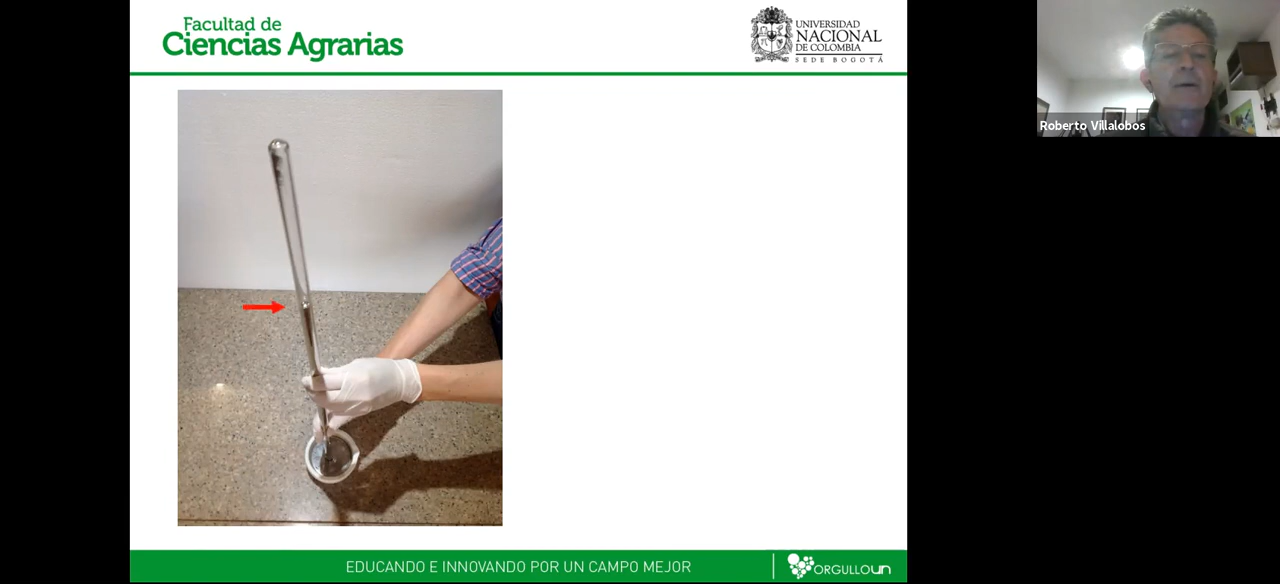 Facultad de
Ciencias Agrarias
UNIVERSIDAD
NACIONAL
DE COLOMBIA
SEDE BOGOTÁ
Roberto Villalobos
EDUCANDO E INNOVANDO POR UN CAMPO MEJOR
ORGULLOUN